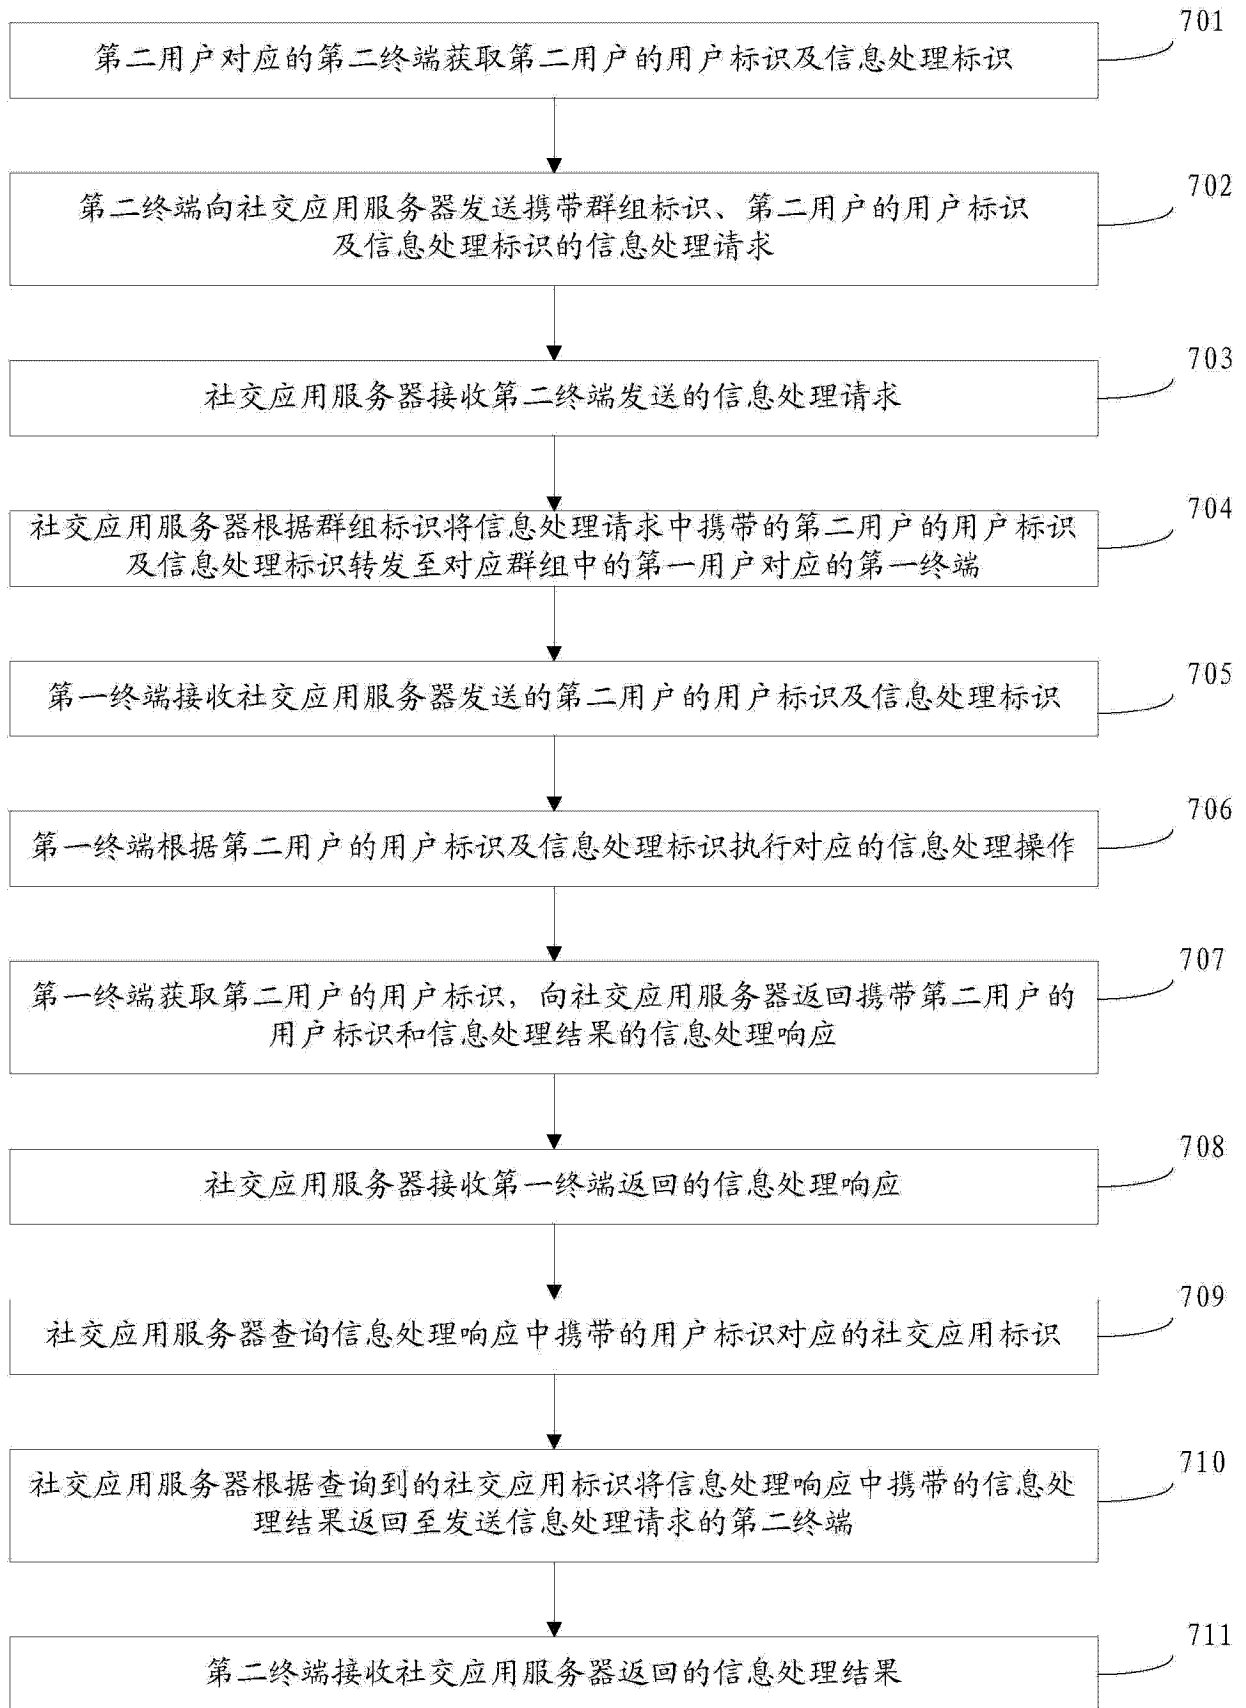 701
第二用户对应的第二终端获取第二用户的用户标识及信息处理标识
702
第二终端向社交应用服务器发送携带群组标识、第二用户的用户标识
及信息处理标识的信息处理请求
703
社交应用服务器接收第二终端发送的信息处理请求
704
社交应用服务器根据群组标识将信息处理请求中携带的第二用户的用户标识
及信息处理标识转发至对应群组中的第一用户对应的第一终端
705
第一终端接收社交应用服务器发送的第二用户的用户标识及信息处理标识
706
第一终端根据第二用户的用户标识及信息处理标识执行对应的信息处理操作
707
第一终端获取第二用户的用户标识，向社交应用服务器返回携带第二用户的
用户标识和信息处理结果的信息处理响应
708
社交应用服务器接收第一终端返回的信息处理响应
709
社交应用服务器查询信息处理响应中携带的用户标识对应的社交应用标识
710
社交应用服务器根据查询到的社交应用标识将信息处理响应中携带的信息处
理结果返回至发送信息处理请求的第二终端
711
第二终端接收社交应用服务器返回的信息处理结果